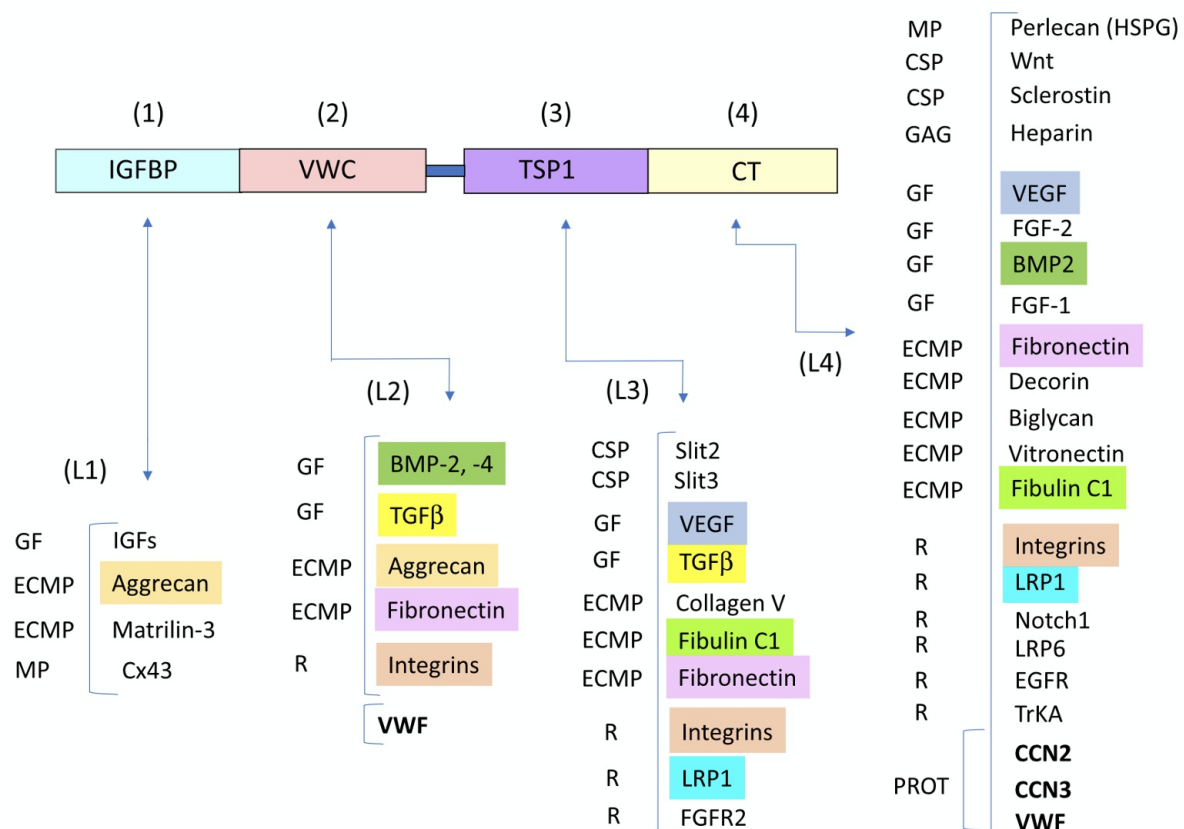 (1) (2) (3) (4)
IGFBP VWC TSP1 CT
(L1)
GF IGFs
ECMP Aggrecan
ECMP Matrilin-3
MP Cx43
(L2)
GF BMP-2, -4
GF TGFβ
ECMP Aggrecan
ECMP Fibronectin
R Integrins
VWF
(L3)
CSP Slit2
CSP Slit3
GF VEGF
GF TGFβ
ECMP Collagen V
ECMP Fibulin C1
ECMP Fibronectin
R Integrins
R LRP1
R FGFR2
(L4)
MP Perlecan (HSPG)
CSP Wnt
CSP Sclerostin
GAG Heparin
GF VEGF
GF FGF-2
GF BMP2
GF FGF-1
ECMP Fibronectin
ECMP Decorin
ECMP Biglycan
ECMP Vitronectin
ECMP Fibulin C1
R Integrins
R LRP1
R Notch1
R LRP6
R EGFR
R TrKA
CCN2
PROT CCN3
VWF